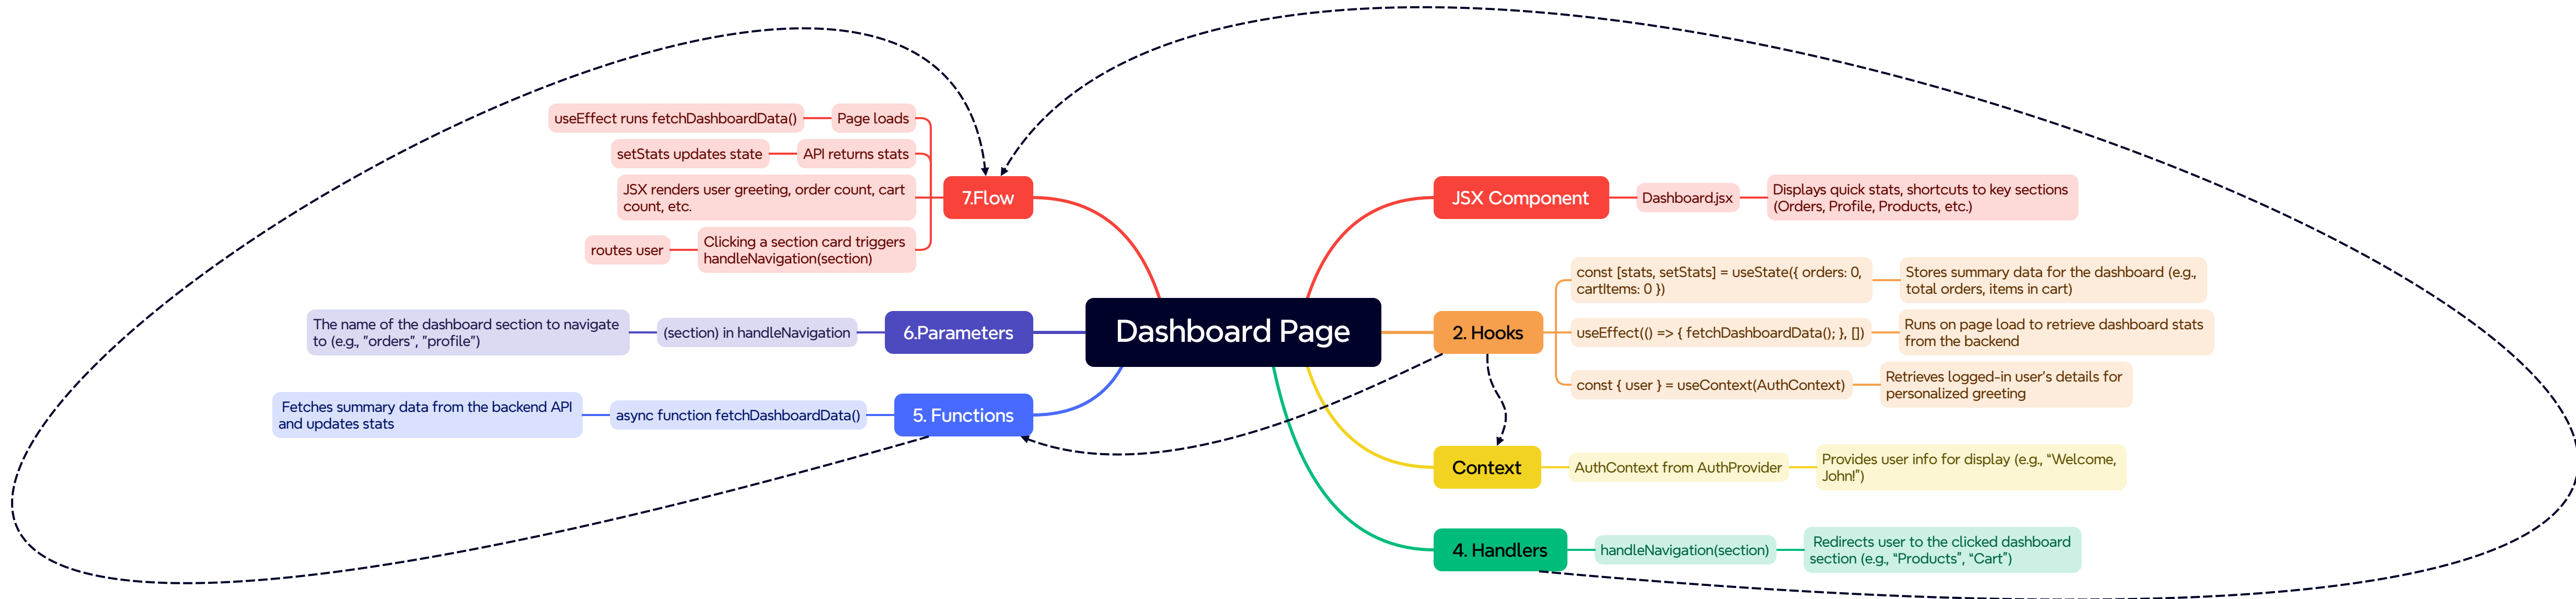 Dashboard Page
JSX Component
Dashboard.jsx
Displays quick stats, shortcuts to key sections
(Orders, Profile, Products, etc.)
2. Hooks
const [stats, setStats] = useState({ orders: 0,
cartItems: 0 })
Stores summary data for the dashboard (e.g.,
total orders, items in cart)
useEffect(() => { fetchDashboardData(); }, [])
Runs on page load to retrieve dashboard stats
from the backend
const { user } = useContext(AuthContext)
Retrieves logged-in user's details for
personalized greeting
Context
AuthContext from AuthProvider
Provides user info for display (e.g., “Welcome,
John!”)
4. Handlers
handleNavigation(section)
Redirects user to the clicked dashboard
section (e.g., “Products”, “Cart”)
5. Functions
async function fetchDashboardData()
Fetches summary data from the backend API
and updates stats
6.Parameters
(section) in handleNavigation
The name of the dashboard section to navigate
to (e.g., "orders", "profile")
7.Flow
Page loads
useEffect runs fetchDashboardData()
API returns stats
setStats updates state
JSX renders user greeting, order count, cart
count, etc.
Clicking a section card triggers
handleNavigation(section)
routes user